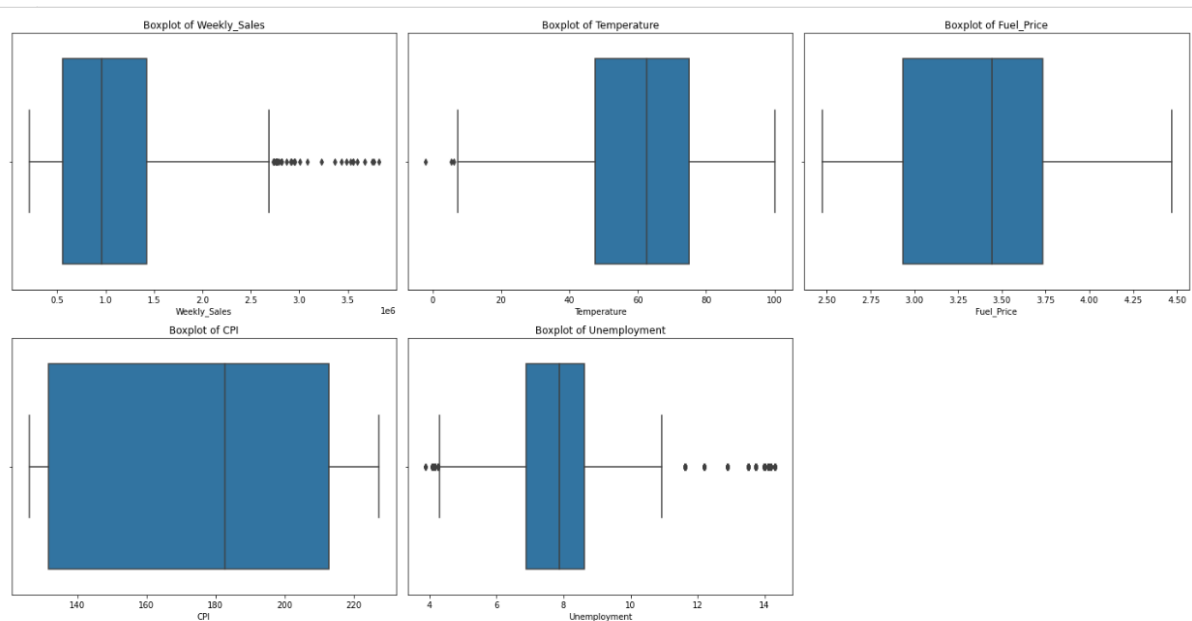 Boxplot of Weekly_Sales
0.5 1.0 1.5 2.0 2.5 3.0 3.5
Weekly_Sales
1e6
Boxplot of Temperature
0 20 40 60 80 100
Temperature
Boxplot of Fuel_Price
2.50 2.75 3.00 3.25 3.50 3.75 4.00 4.25 4.50
Fuel_Price
Boxplot of CPI
140 160 180 200 220
CPI
Boxplot of Unemployment
4 6 8 10 12 14
Unemployment